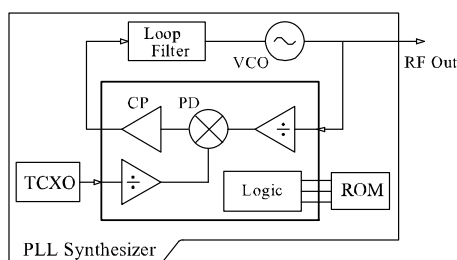 Loop
Filter
VCO
RF Out
CP
PD
÷
÷
TCXO
Logic
ROM
PLL Synthesizer